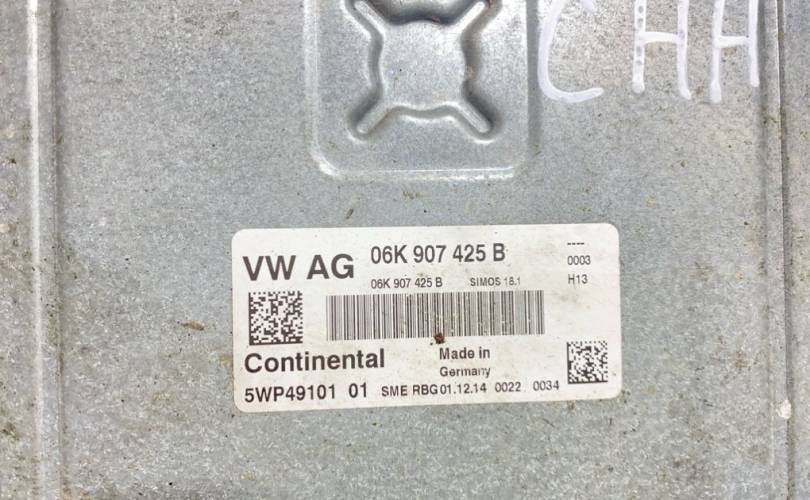 CHH
VW AG
06K 907 425 B
----
0003
06K 907 425 B SIMOS 18.1
H13
Continental
Made in
Germany
5WP49101 01 SME RBG 01.12.14 0022 0034